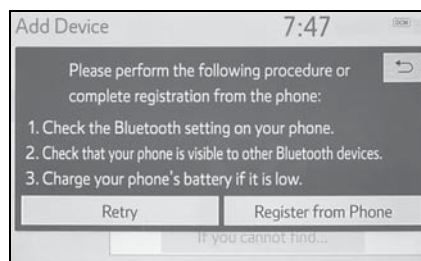 Add Device
7:47
DCM
Please perform the following procedure or
complete registration from the phone:
1. Check the Bluetooth setting on your phone.
2. Check that your phone is visible to other Bluetooth devices.
3. Charge your phone's battery if it is low.
Retry
Register from Phone
If you cannot find...